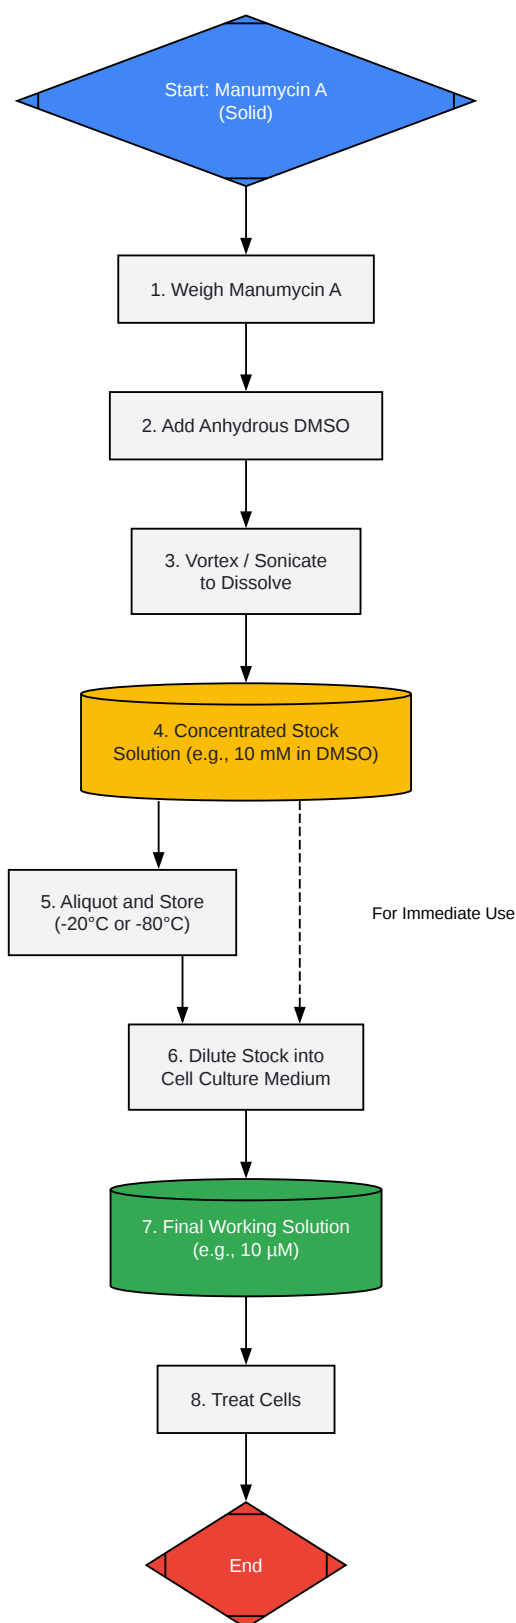 Start: Manumycin A
(Solid)
1. Weigh Manumycin A
2. Add Anhydrous DMSO
3. Vortex / Sonicate
to Dissolve
4. Concentrated Stock
Solution (e.g., 10 mM in DMSO)
5. Aliquot and Store
(-20°C or -80°C)
For Immediate Use
6. Dilute Stock into
Cell Culture Medium
7. Final Working Solution
(e.g., 10 µM)
8. Treat Cells
End